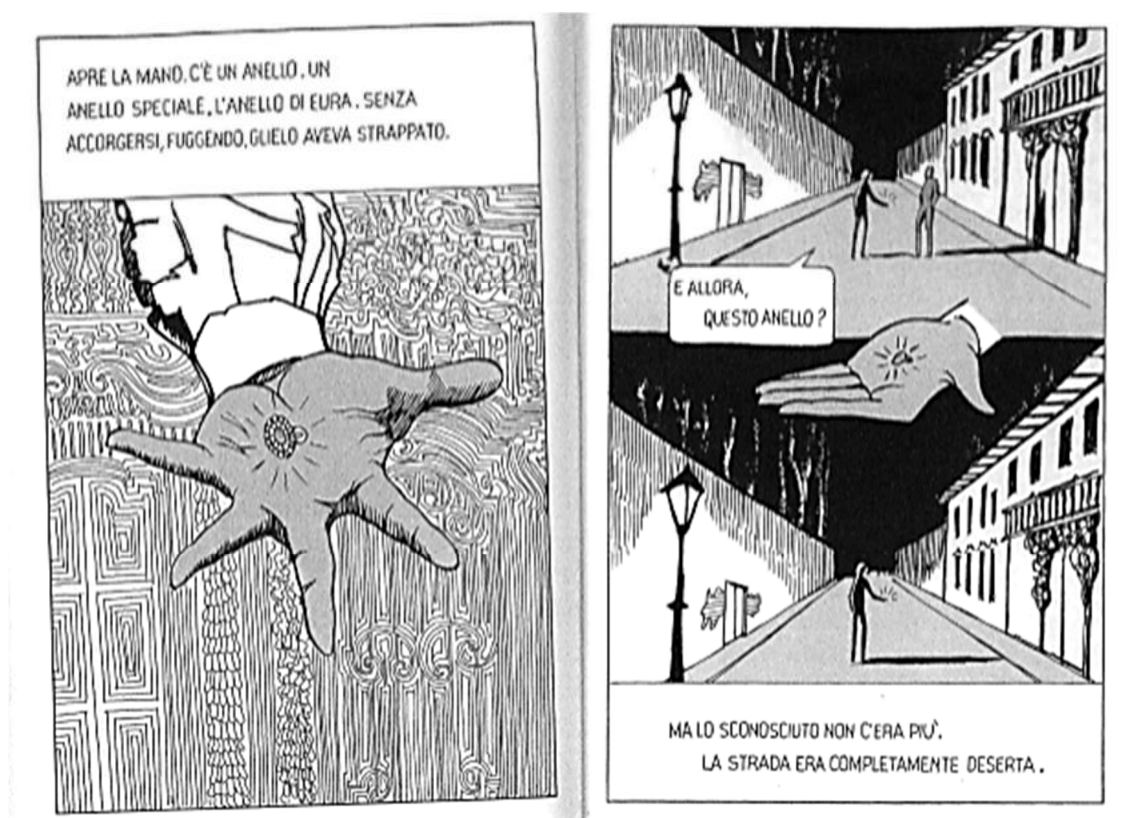 APRE LA MANO. C'È UN ANELLO. UN
ANELLO SPECIALE, L'ANELLO DI EURA. SENZA
ACCORGERSI, FUGGENDO, GLIELO AVEVA STRAPPATO.
E ALLORA,
QUESTO ANELLO?
MA LO SCONOSCIUTO NON C'ERA PIÙ.
LA STRADA ERA COMPLETAMENTE DESERTA.